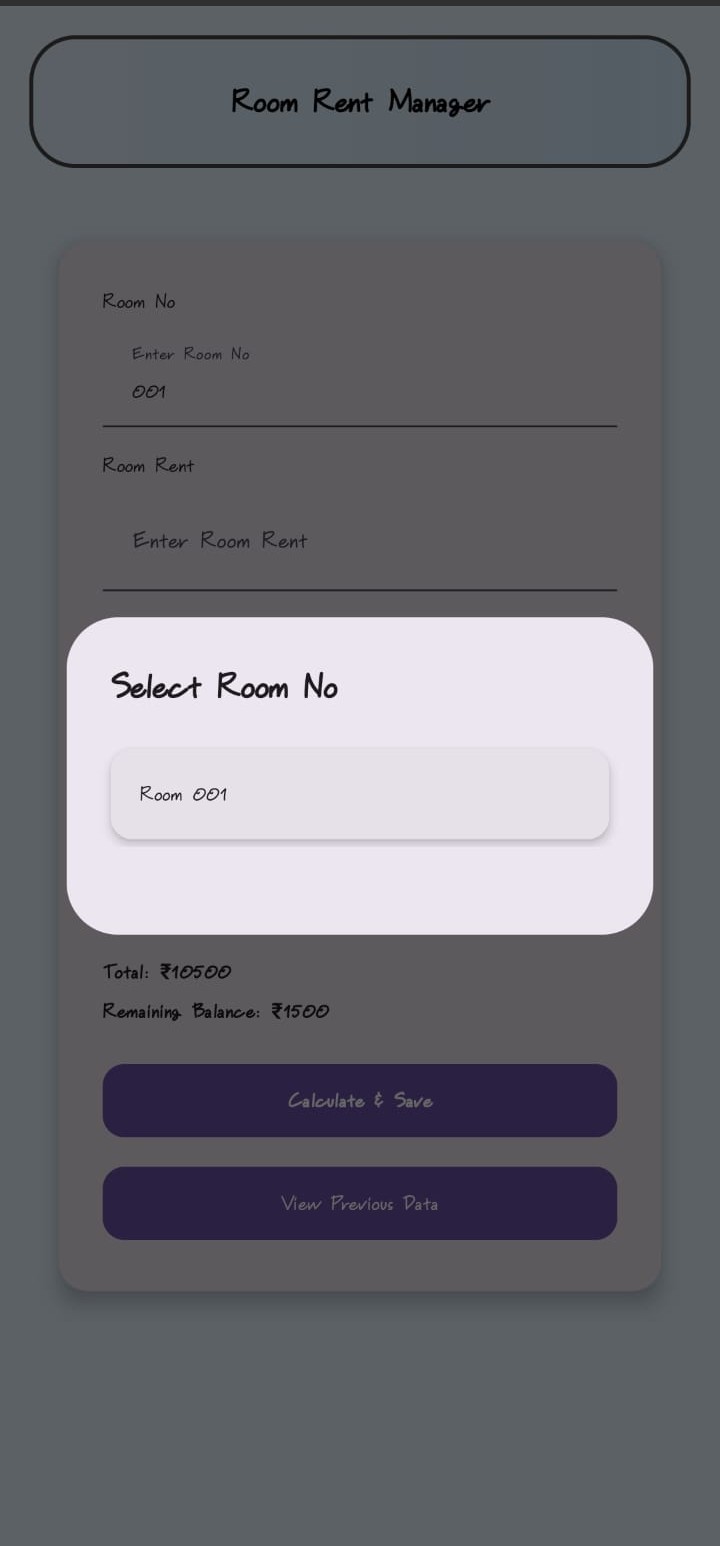 Room Rent Manager
Room No
Enter Room No
001
Room Rent
Enter Room Rent
Select Room No
Room 001
Total: ₹10500
Remaining Balance: ₹1500
Calculate & Save
View Previous Data